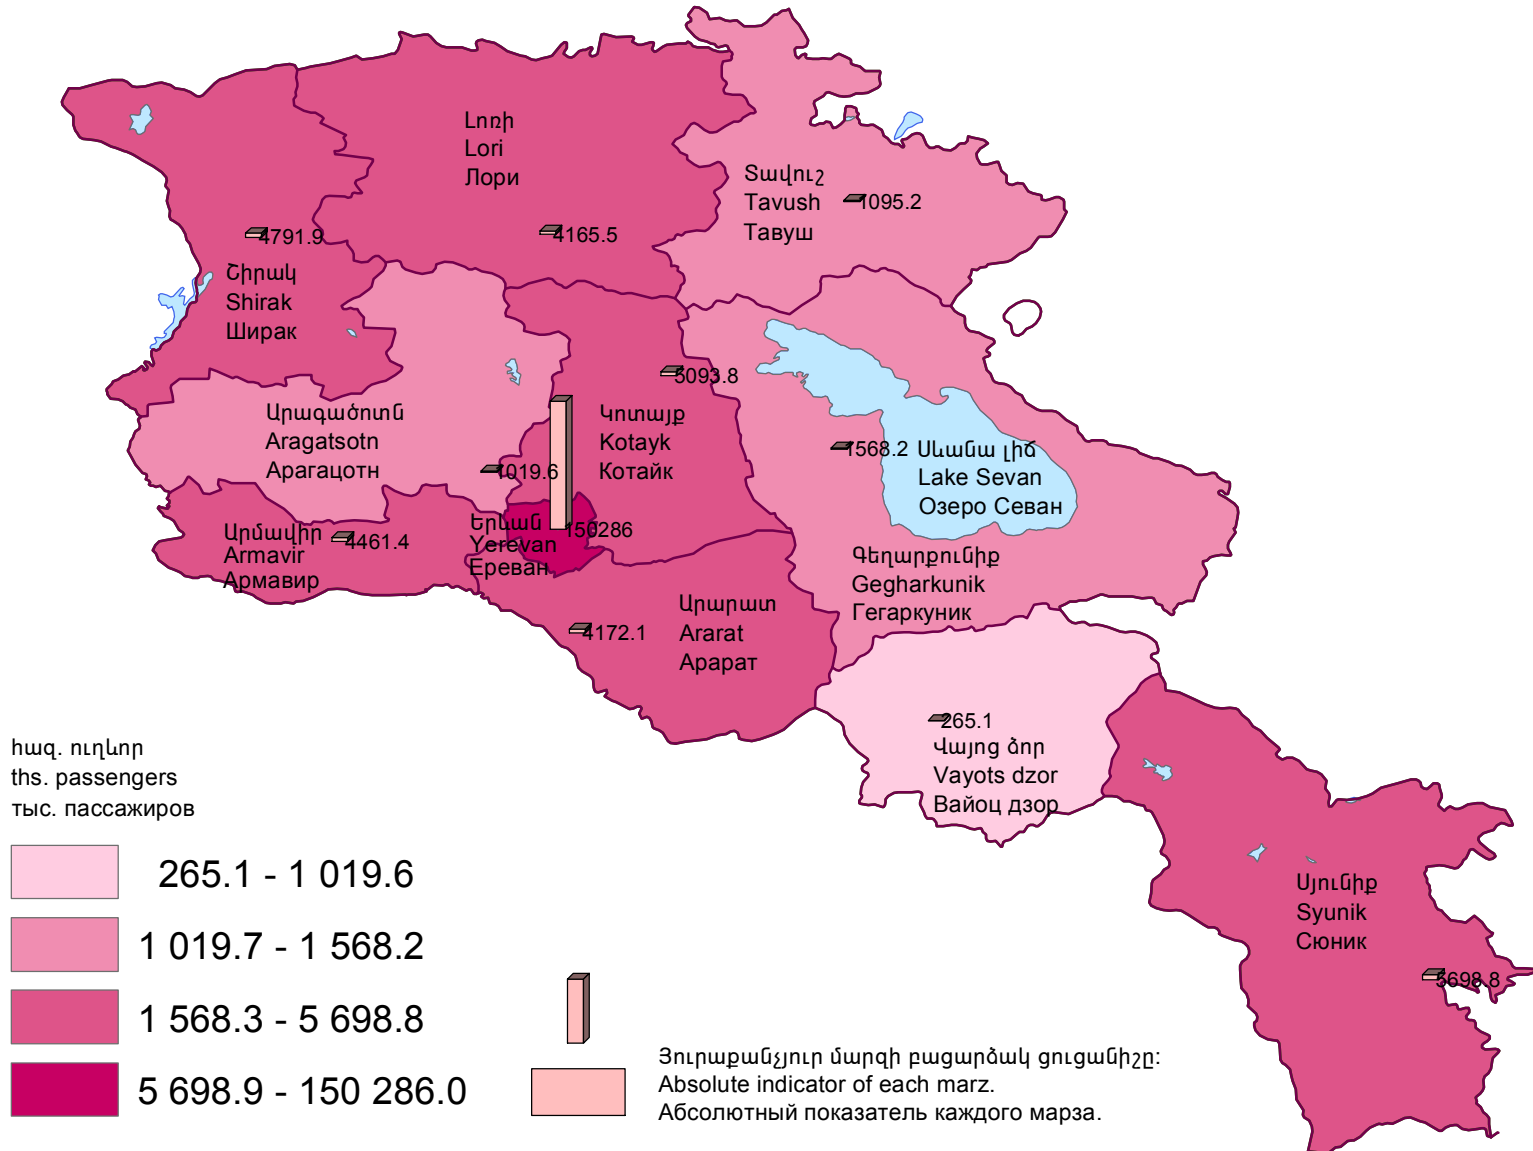 Լոռի
Lori
Лори
Տավուշ
Tavush
Тавуш
1095.2
4791.9
4165.5
Շիրակ
Shirak
Ширак
5093.8
Արագածոտն
Aragatsotn
Арагацотн
1019.6
Կոտայք
Kotayk
Котайк
1568.2
Սևանա լիճ
Lake Sevan
Озеро Севан
Արմավիր
Armavir
Армавир
4461.4
Երևան
Yerevan
Ереван
150286
Գեղարքունիք
Gegharkunik
Гегаркуник
Արարատ
Ararat
Арарат
4172.1
265.1
Վայոց ձոր
Vayots dzor
Вайоц дзор
Սյունիք
Syunik
Сюник
5698.8
հազ. ուղևոր
ths. passengers
тыс. пассажиров
265.1 - 1 019.6
1 019.7 - 1 568.2
1 568.3 - 5 698.8
5 698.9 - 150 286.0
Յուրաքանչյուր մարզի բացարձակ ցուցանիշը:
Absolute indicator of each marz.
Абсолютный показатель каждого марза.